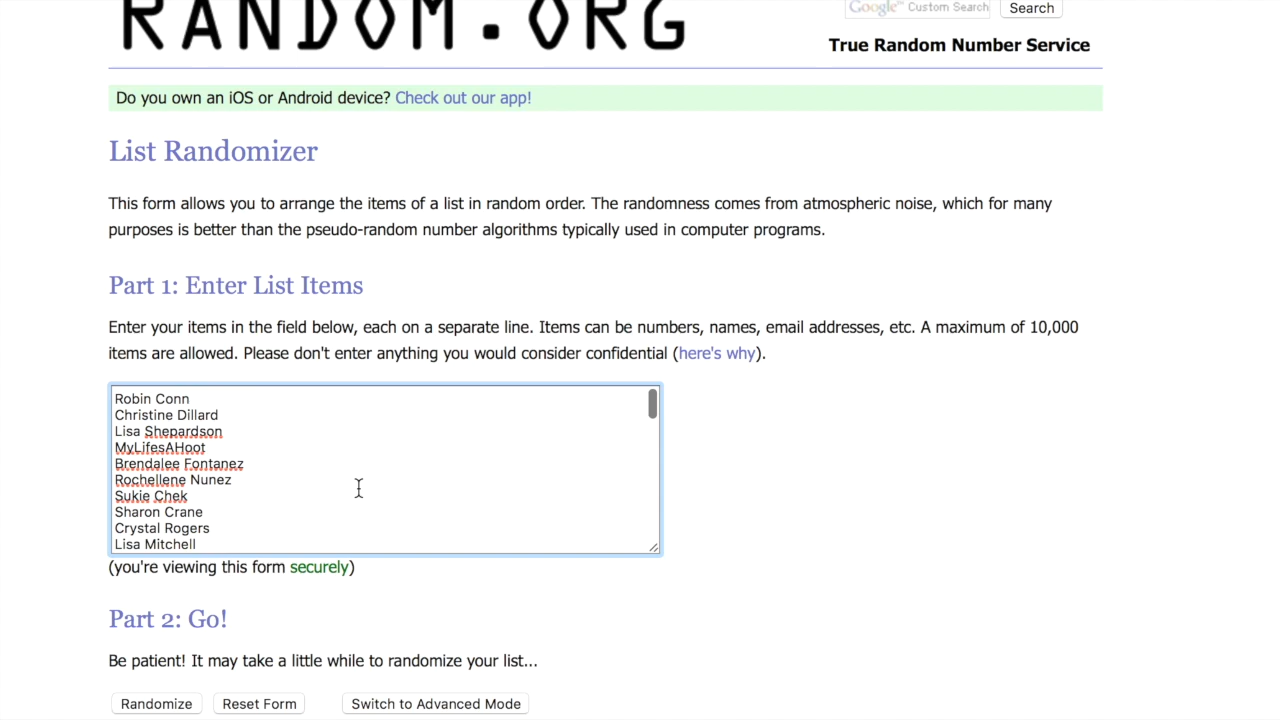 RANDOM.ORG
Google™ Custom Search
Search
True Random Number Service
Do you own an iOS or Android device? Check out our app!
List Randomizer
This form allows you to arrange the items of a list in random order. The randomness comes from atmospheric noise, which for many
purposes is better than the pseudo-random number algorithms typically used in computer programs.
Part 1: Enter List Items
Enter your items in the field below, each on a separate line. Items can be numbers, names, email addresses, etc. A maximum of 10,000
items are allowed. Please don't enter anything you would consider confidential (here's why).
Robin Conn
Christine Dillard
Lisa Shepardson
MyLifesAHoot
Brendalee Fontanez
Rochellene Nunez
Sukie Chek
Sharon Crane
Crystal Rogers
Lisa Mitchell
(you're viewing this form securely)
Part 2: Go!
Be patient! It may take a little while to randomize your list...
Randomize
Reset Form
Switch to Advanced Mode